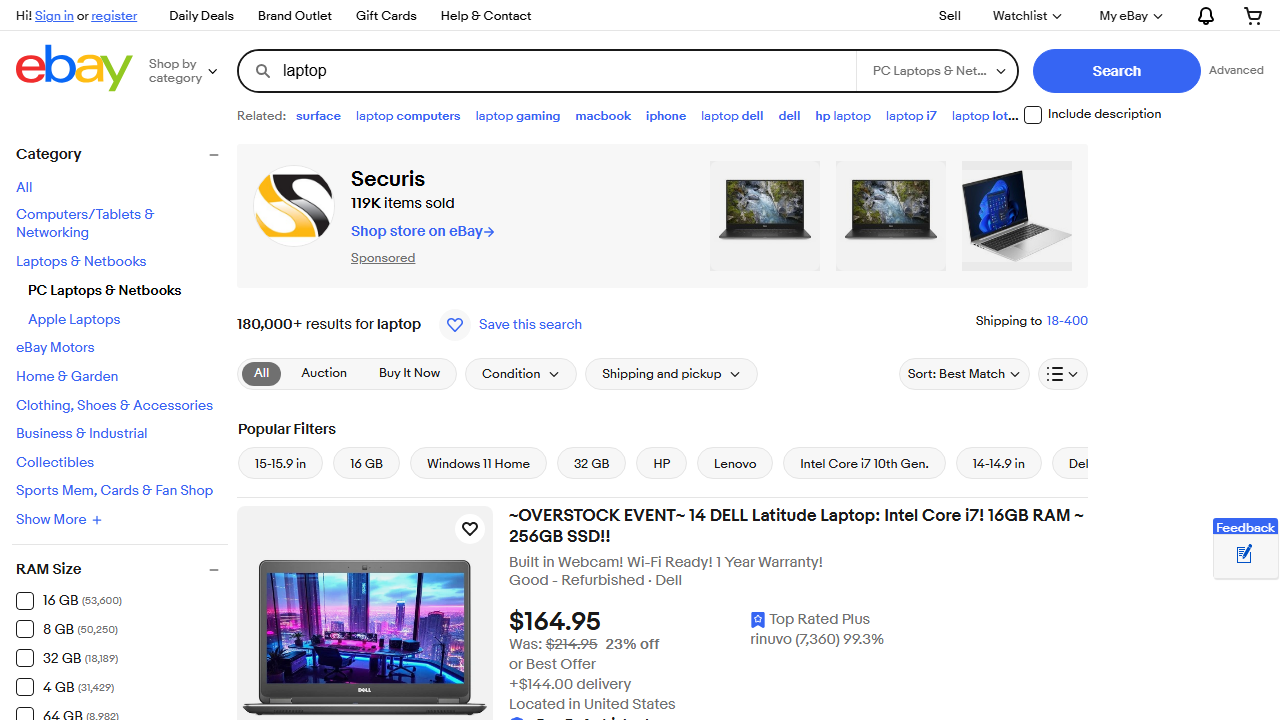 Hi! Sign in or register Daily Deals Brand Outlet Gift Cards Help & Contact Sell Watchlist My eBay
ebay Shop by category laptop PC Laptops & Net... Search Advanced
Related: surface laptop computers laptop gaming macbook iphone laptop dell dell hp laptop laptop i7 laptop lot... Include description
Category
All
Computers/Tablets &
Networking
Laptops & Netbooks
PC Laptops & Netbooks
Apple Laptops
eBay Motors
Home & Garden
Clothing, Shoes & Accessories
Business & Industrial
Collectibles
Sports Mem, Cards & Fan Shop
Show More
RAM Size
16 GB (53,600)
8 GB (50,250)
32 GB (18,189)
4 GB (31,429)
64 GB (8,982)
Securis
119K items sold
Shop store on eBay→
Sponsored
180,000+ results for laptop Save this search Shipping to 18-400
All Auction Buy It Now Condition Shipping and pickup Sort: Best Match
Popular Filters
15-15.9 in 16 GB Windows 11 Home 32 GB HP Lenovo Intel Core i7 10th Gen. 14-14.9 in Del
~OVERSTOCK EVENT~ 14 DELL Latitude Laptop: Intel Core i7! 16GB RAM ~
256GB SSD!!
Built in Webcam! Wi-Fi Ready! 1 Year Warranty!
Good - Refurbished · Dell
$164.95
Was: $214.95 23% off
or Best Offer
+$144.00 delivery
Located in United States
Top Rated Plus
rinuvo (7,360) 99.3%
DELL
Feedback